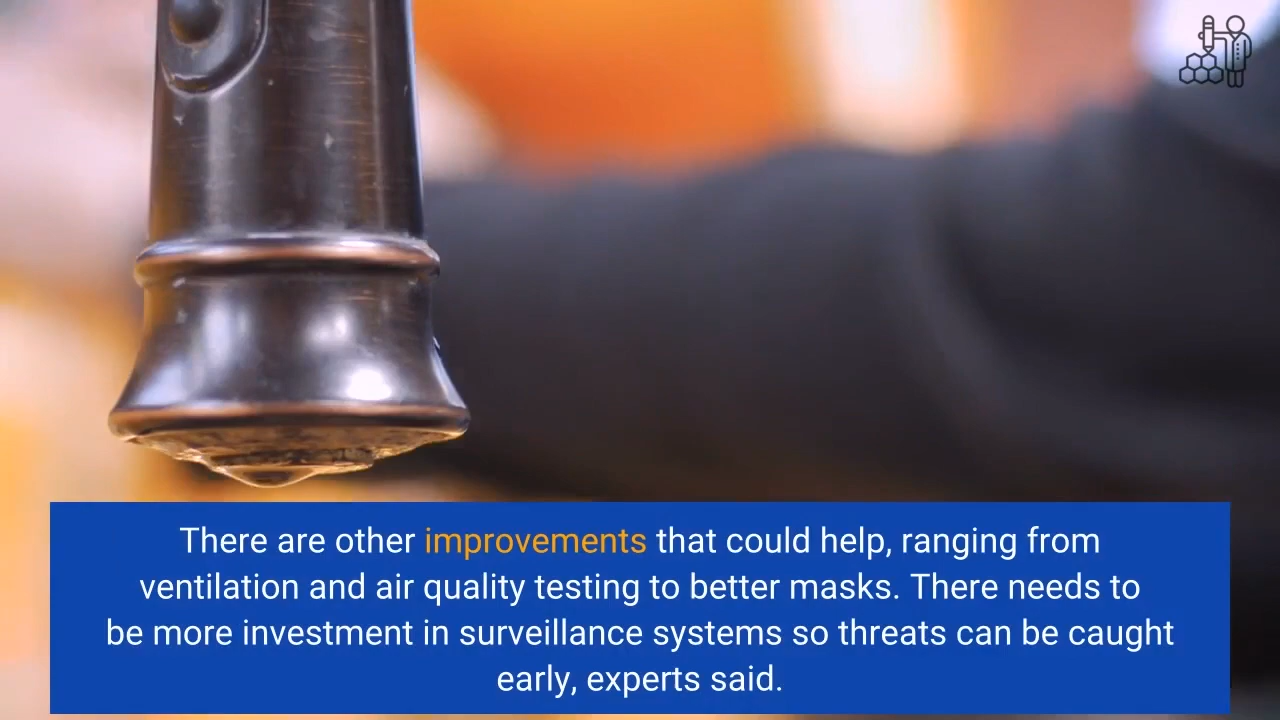 There are other improvements that could help, ranging from
ventilation and air quality testing to better masks. There needs to
be more investment in surveillance systems so threats can be caught
early, experts said.